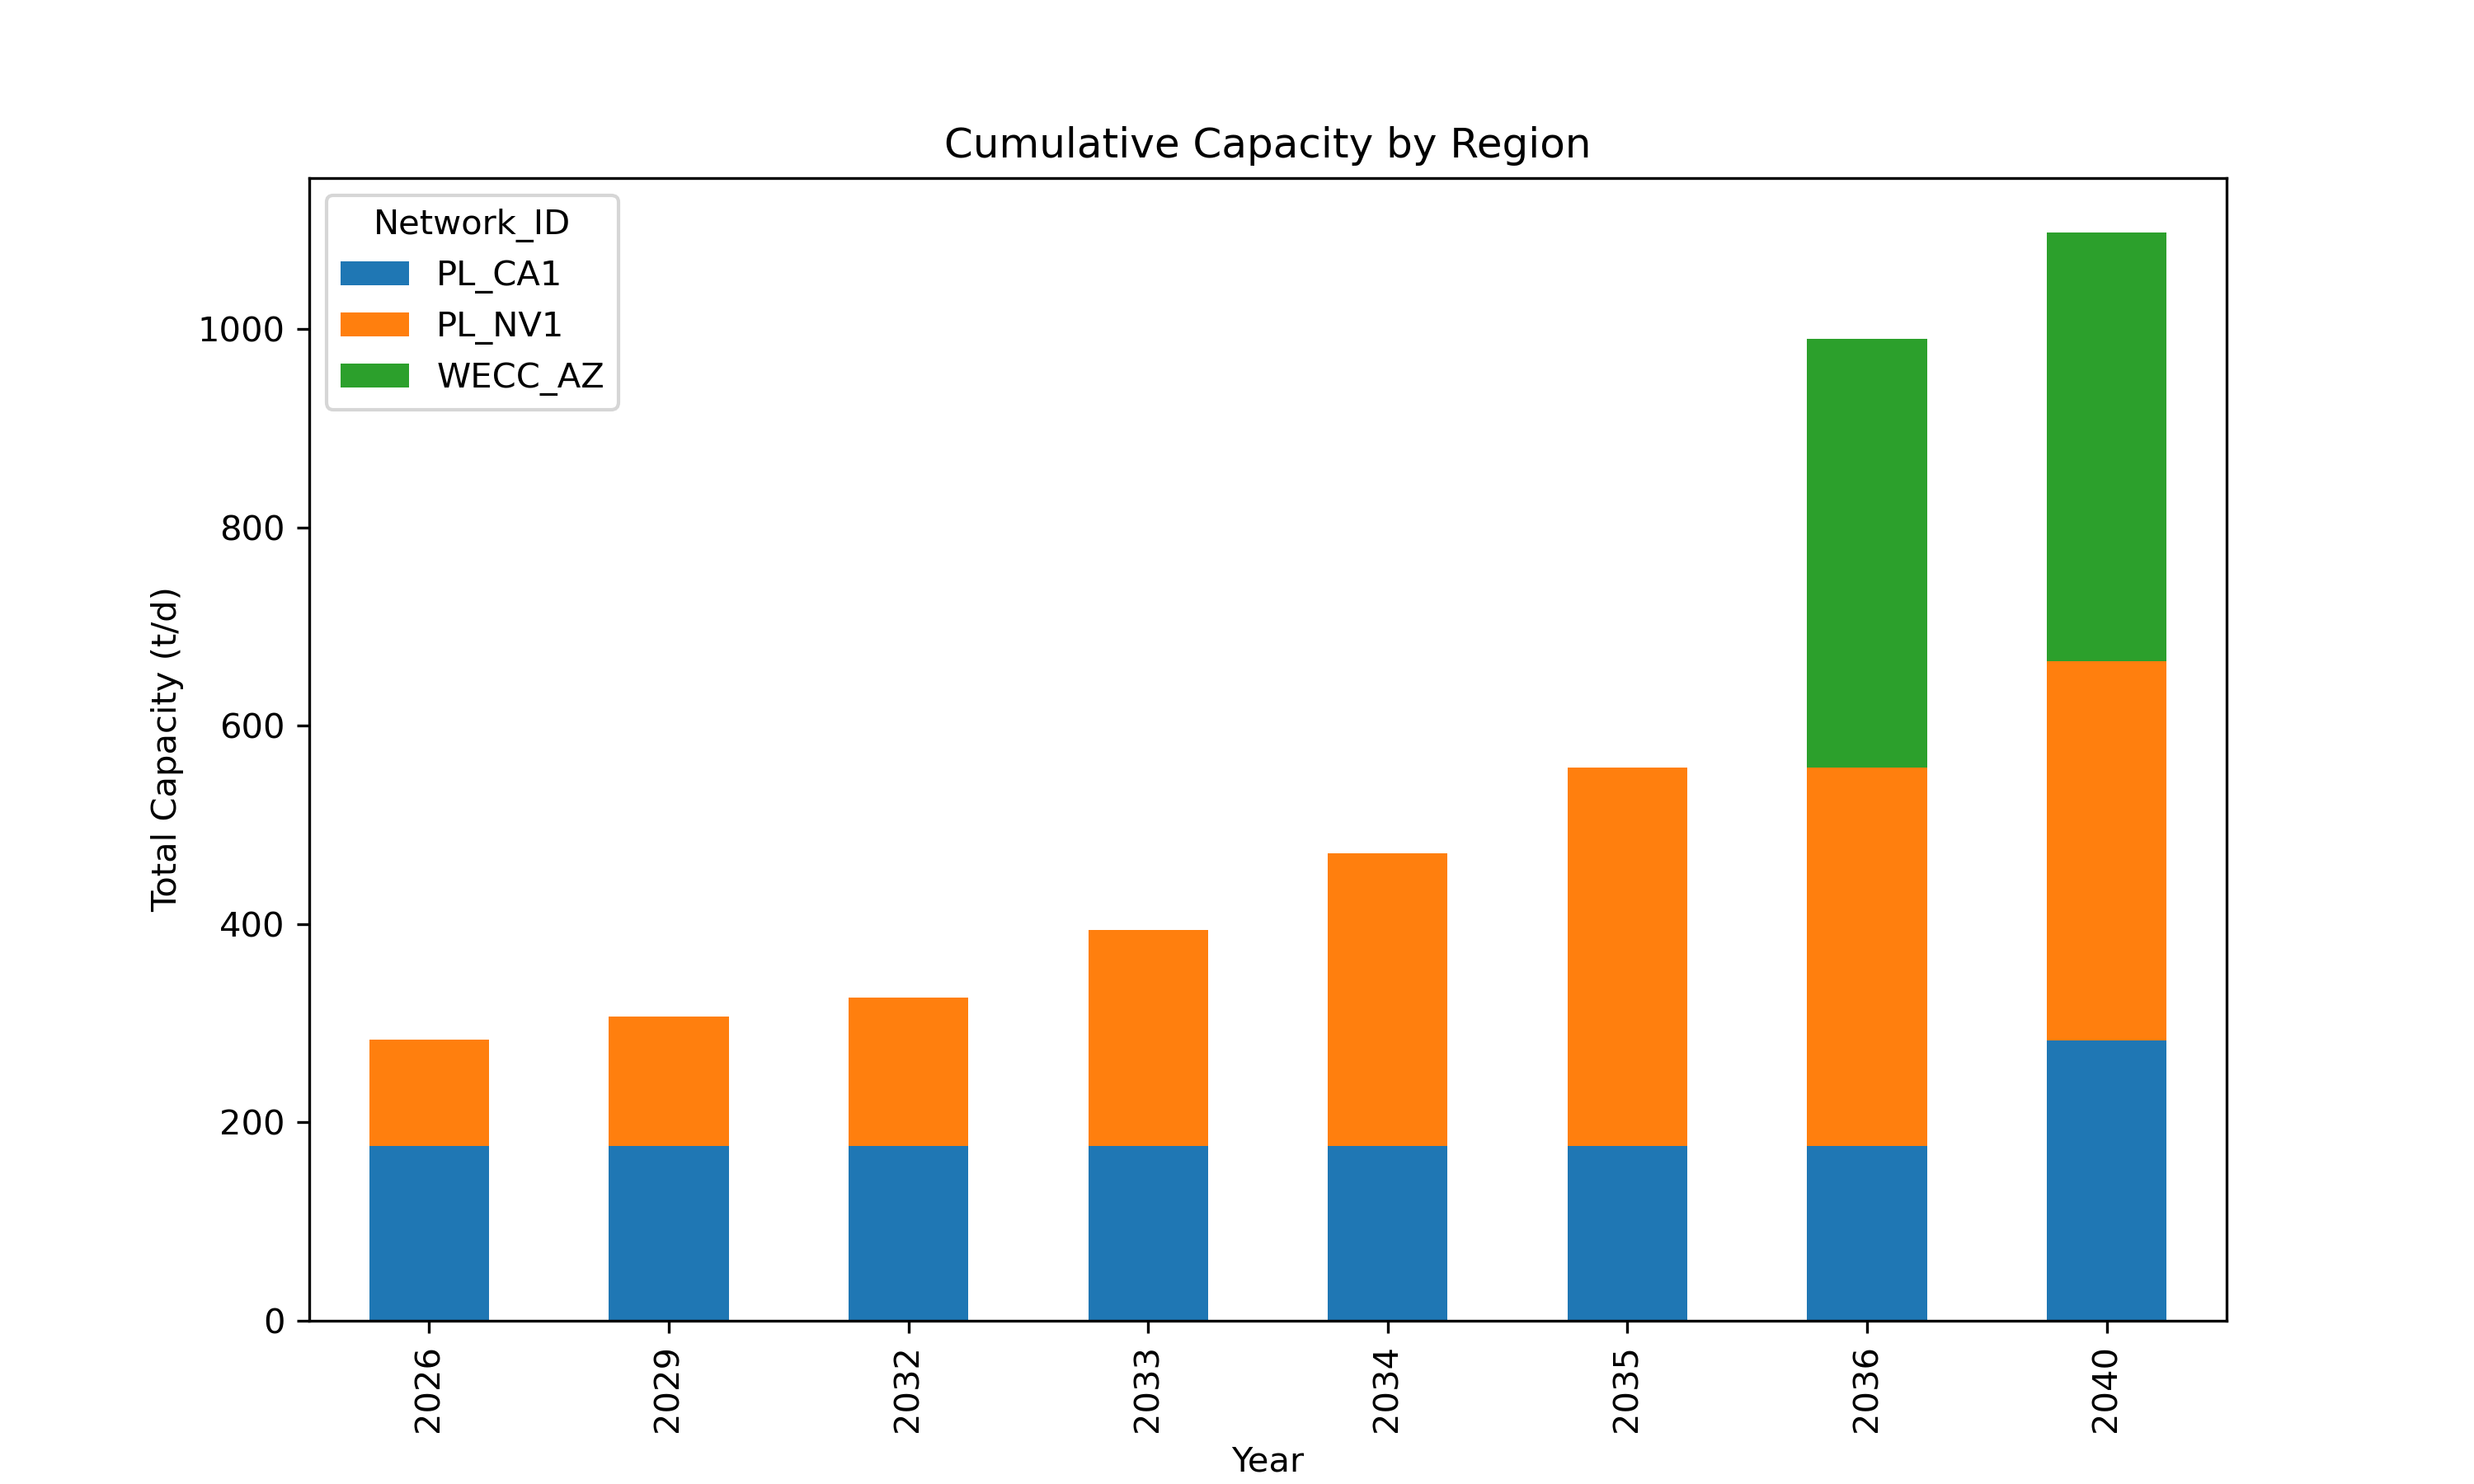 Cumulative Capacity by Region
Network_ID
PL_CA1
PL_NV1
WECC_AZ
Total Capacity (t/d)
1000
800
600
400
200
0
2026
2029
2032
2033
2034
2035
2036
2040
Year